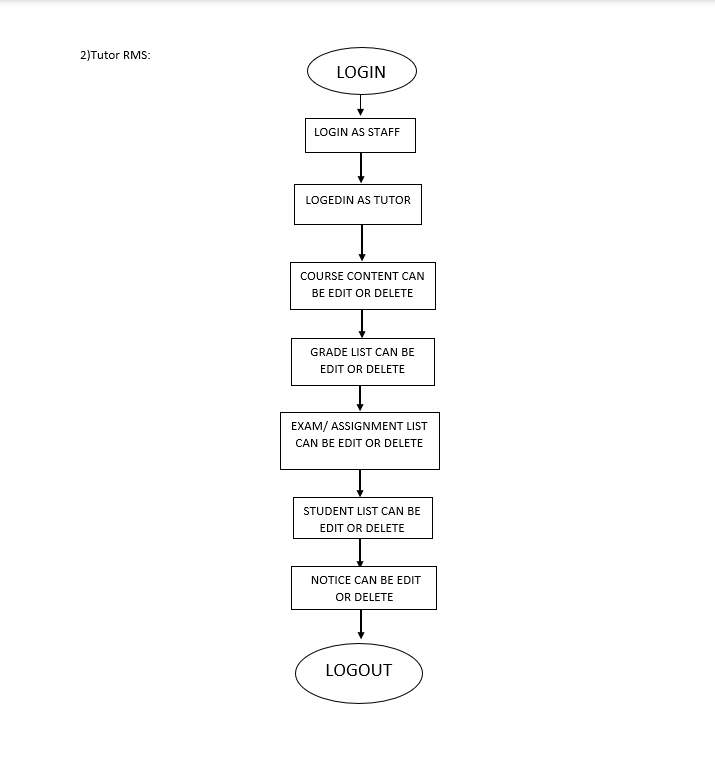 2)Tutor RMS:
LOGIN
LOGIN AS STAFF
LOGEDIN AS TUTOR
COURSE CONTENT CAN
BE EDIT OR DELETE
GRADE LIST CAN BE
EDIT OR DELETE
EXAM/ ASSIGNMENT LIST
CAN BE EDIT OR DELETE
STUDENT LIST CAN BE
EDIT OR DELETE
NOTICE CAN BE EDIT
OR DELETE
LOGOUT